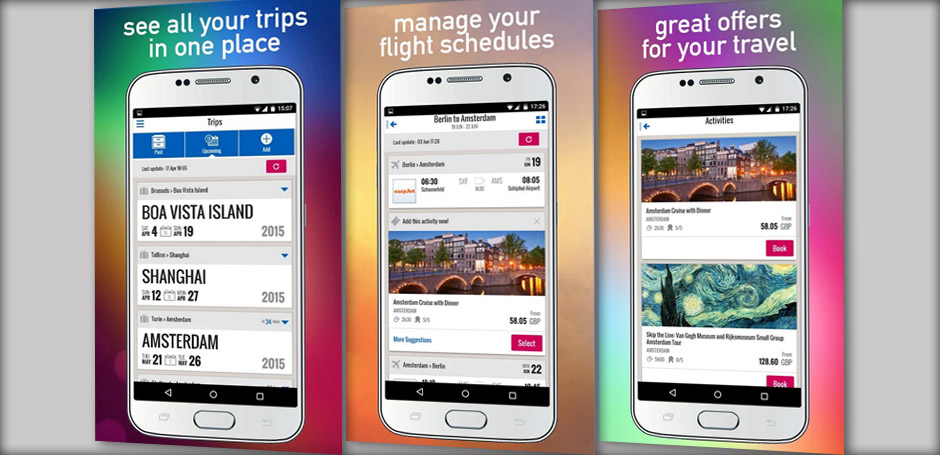 see all your trips
in one place
15:07
Trips
Past
Upcoming
Add
Last update : 17 Apr 18:55
Brussels > Boa Vista Island
BOA VISTA ISLAND
SAT APR 4
SUN APR 19
2015
Tallinn > Shanghai
SHANGHAI
SUN APR 12
MON APR 27
2015
Turin > Amsterdam
in 34 days
AMSTERDAM
THU MAY 21
TUE MAY 26
2015
manage your
flight schedules
17:26
Berlin to Amsterdam
19 JUN - 22 JUN
Last update : 03 Jun 17:26
Berlin > Amsterdam
FRI JUN 19
easyJet
06:30
SXF
AMS
08:05
Schoenefeld
1h35
Schiphol Airport
Add this activity now!
Amsterdam Cruise with Dinner
AMSTERDAM
2h30
5/5
From
58.05 GBP
More Suggestions
Select
Amsterdam > Berlin
MON JUN 22
great offers
for your travel
17:26
Activities
Amsterdam Cruise with Dinner
AMSTERDAM
2h30
5/5
From
58.05 GBP
Book
Skip the Line: Van Gogh Museum and Rijksmuseum Small Group
Amsterdam Tour
AMSTERDAM
0/5
From
128.60 GBP
Book